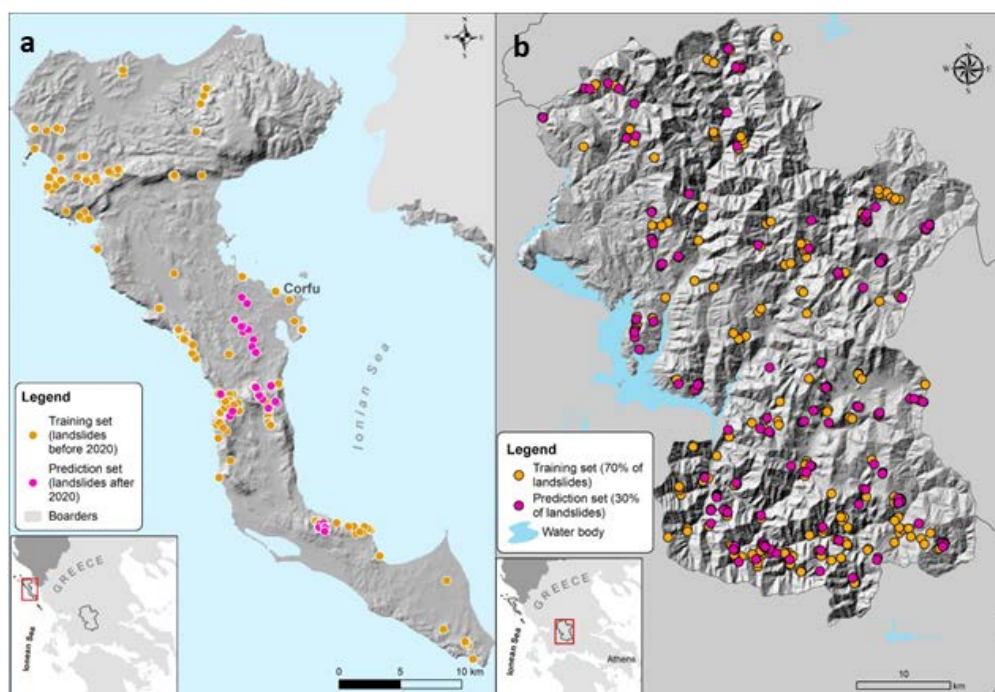 a
N
W
E
S
Corfu
Ionian Sea
Legend
Training set
(landslides
before 2020)
Prediction set
(landslides after
2020)
Boarders
GREECE
Ionean Sea
0 5 10 km
b
N
W
E
S
Legend
Training set (70% of
landslides)
Prediction set (30%
of landslides)
Water body
GREECE
Ionean Sea
Athens
10
km